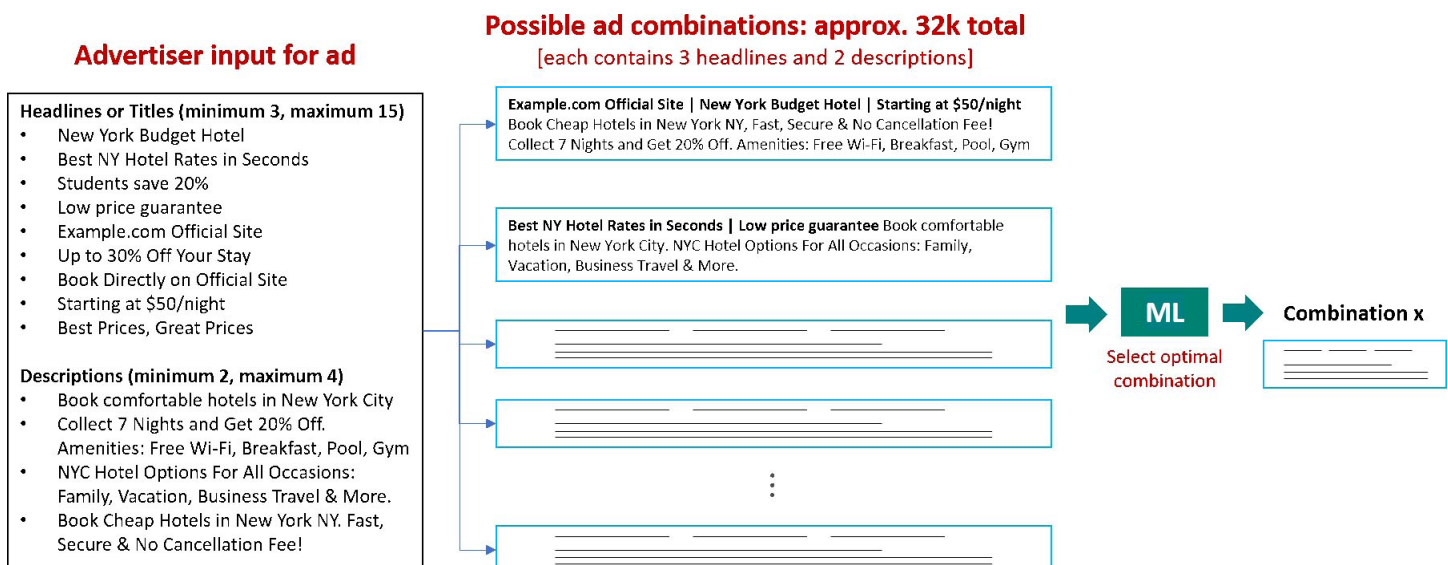 Advertiser input for ad
Headlines or Titles (minimum 3, maximum 15)
• New York Budget Hotel
• Best NY Hotel Rates in Seconds
• Students save 20%
• Low price guarantee
• Example.com Official Site
• Up to 30% Off Your Stay
• Book Directly on Official Site
• Starting at $50/night
• Best Prices, Great Prices
Descriptions (minimum 2, maximum 4)
• Book comfortable hotels in New York City
• Collect 7 Nights and Get 20% Off.
Amenities: Free Wi-Fi, Breakfast, Pool, Gym
• NYC Hotel Options For All Occasions:
Family, Vacation, Business Travel & More.
• Book Cheap Hotels in New York NY. Fast,
Secure & No Cancellation Fee!
Possible ad combinations: approx. 32k total
[each contains 3 headlines and 2 descriptions]
Example.com Official Site | New York Budget Hotel | Starting at $50/night
Book Cheap Hotels in New York NY, Fast, Secure & No Cancellation Fee!
Collect 7 Nights and Get 20% Off. Amenities: Free Wi-Fi, Breakfast, Pool, Gym
Best NY Hotel Rates in Seconds | Low price guarantee Book comfortable
hotels in New York City. NYC Hotel Options For All Occasions: Family,
Vacation, Business Travel & More.
ML
Select optimal
combination
Combination x